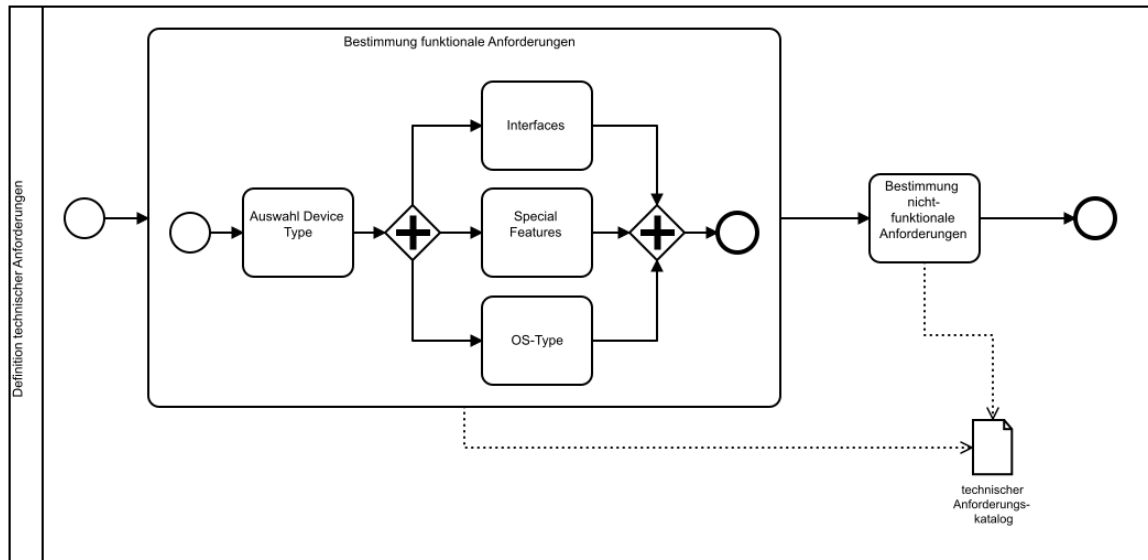 Definition technischer Anforderungen
Bestimmung funktionale Anforderungen
Auswahl Device
Type
Interfaces
Special
Features
OS-Type
Bestimmung
nicht-
funktionale
Anforderungen
technischer
Anforderungs-
katalog